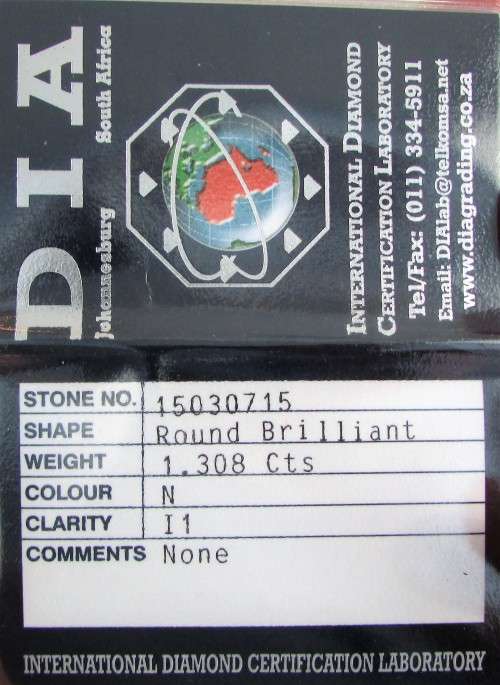 DIA
Johannesburg South Africa
INTERNATIONAL DIAMOND
CERTIFICATION LABORATORY
Tel/Fax: (011) 334-5911
Email: DIAlab@telkomsa.net
www.diagrading.co.za
STONE NO. 15030715
SHAPE Round Brilliant
WEIGHT 1.308 Cts
COLOUR N
CLARITY I1
COMMENTS None
INTERNATIONAL DIAMOND CERTIFICATION LABORATORY